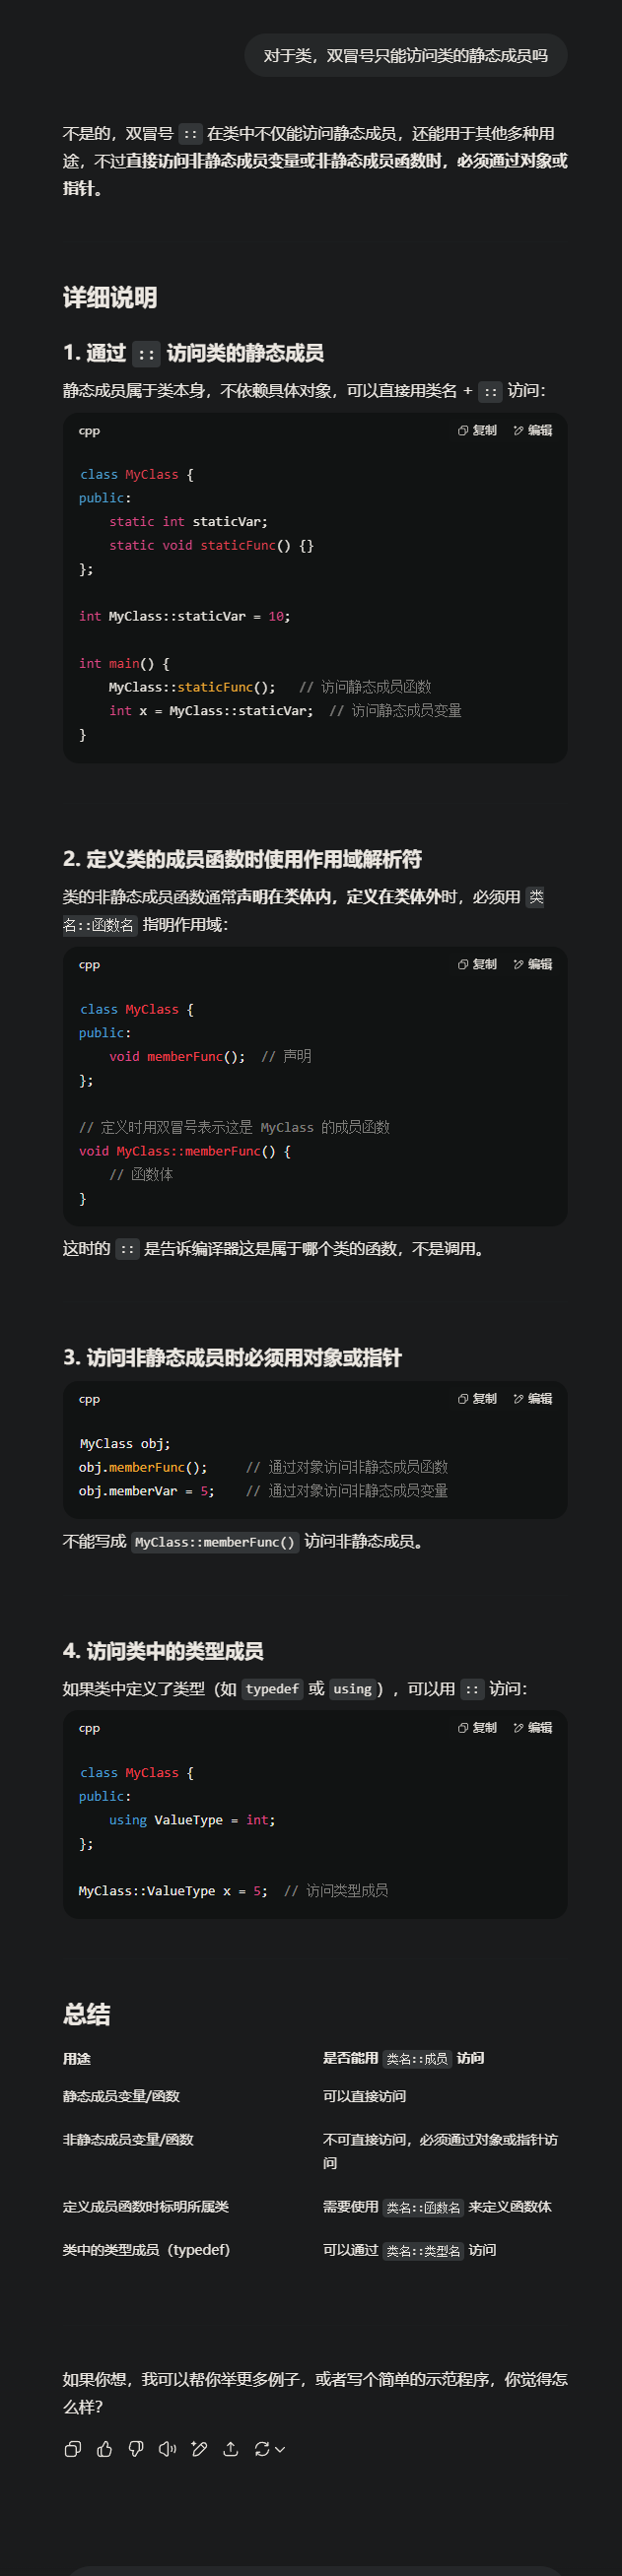 对于类，双冒号只能访问类的静态成员吗
不是的，双冒号 :: 在类中不仅能访问静态成员，还能用于其他多种用
途，不过直接访问非静态成员变量或非静态成员函数时，必须通过对象或
指针。
详细说明
1. 通过 :: 访问类的静态成员
静态成员属于类本身，不依赖具体对象，可以直接用类名 + :: 访问：
cpp 复制 编辑
class MyClass {
public:
    static int staticVar;
    static void staticFunc() {}
};
int MyClass::staticVar = 10;
int main() {
    MyClass::staticFunc();   // 访问静态成员函数
    int x = MyClass::staticVar;  // 访问静态成员变量
}
2. 定义类的成员函数时使用作用域解析符
类的非静态成员函数通常声明在类体内，定义在类体外时，必须用 类
名::函数名 指明作用域：
cpp 复制 编辑
class MyClass {
public:
    void memberFunc();  // 声明
};
// 定义时用双冒号表示这是 MyClass 的成员函数
void MyClass::memberFunc() {
    // 函数体
}
这时的 :: 是告诉编译器这是属于哪个类的函数，不是调用。
3. 访问非静态成员时必须用对象或指针
cpp 复制 编辑
MyClass obj;
obj.memberFunc();     // 通过对象访问非静态成员函数
obj.memberVar = 5;    // 通过对象访问非静态成员变量
不能写成 MyClass::memberFunc() 访问非静态成员。
4. 访问类中的类型成员
如果类中定义了类型（如 typedef 或 using），可以用 :: 访问：
cpp 复制 编辑
class MyClass {
public:
    using ValueType = int;
};
MyClass::ValueType x = 5;  // 访问类型成员
总结
用途 是否能用 类名::成员 访问
静态成员变量/函数 可以直接访问
非静态成员变量/函数 不可直接访问，必须通过对象或指针访
问
定义成员函数时标明所属类 需要使用 类名::函数名 来定义函数体
类中的类型成员（typedef） 可以通过 类名::类型名 访问
如果你想，我可以帮你举更多例子，或者写个简单的示范程序，你觉得怎
么样？